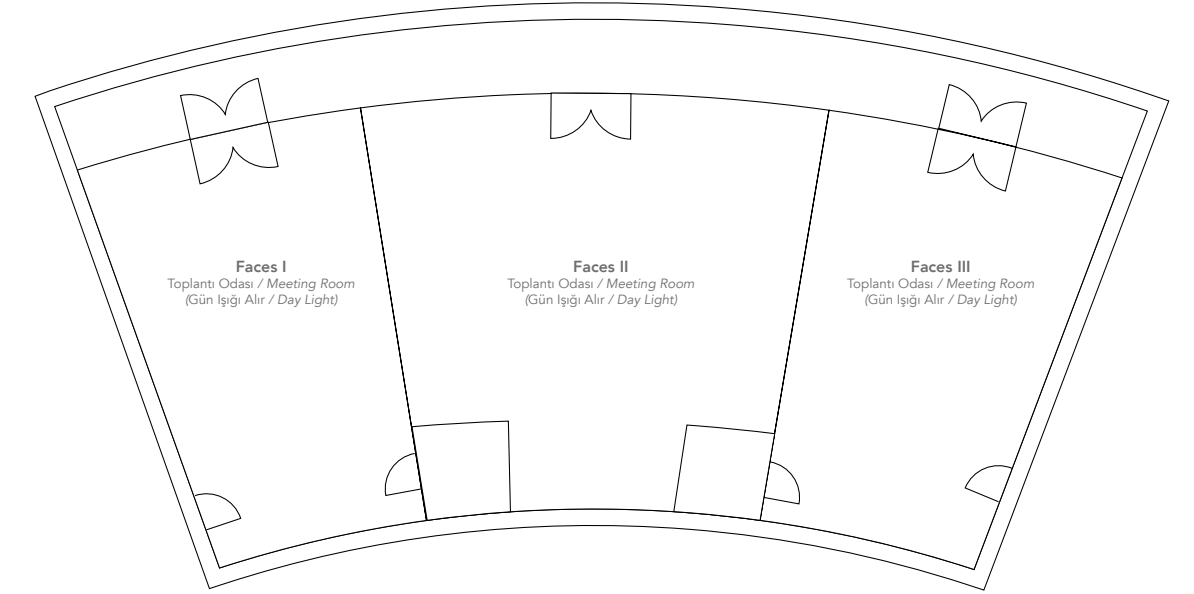 Faces I
Toplantı Odası / Meeting Room
(Gün Işığı Alır / Day Light)
Faces II
Toplantı Odası / Meeting Room
(Gün Işığı Alır / Day Light)
Faces III
Toplantı Odası / Meeting Room
(Gün Işığı Alır / Day Light)